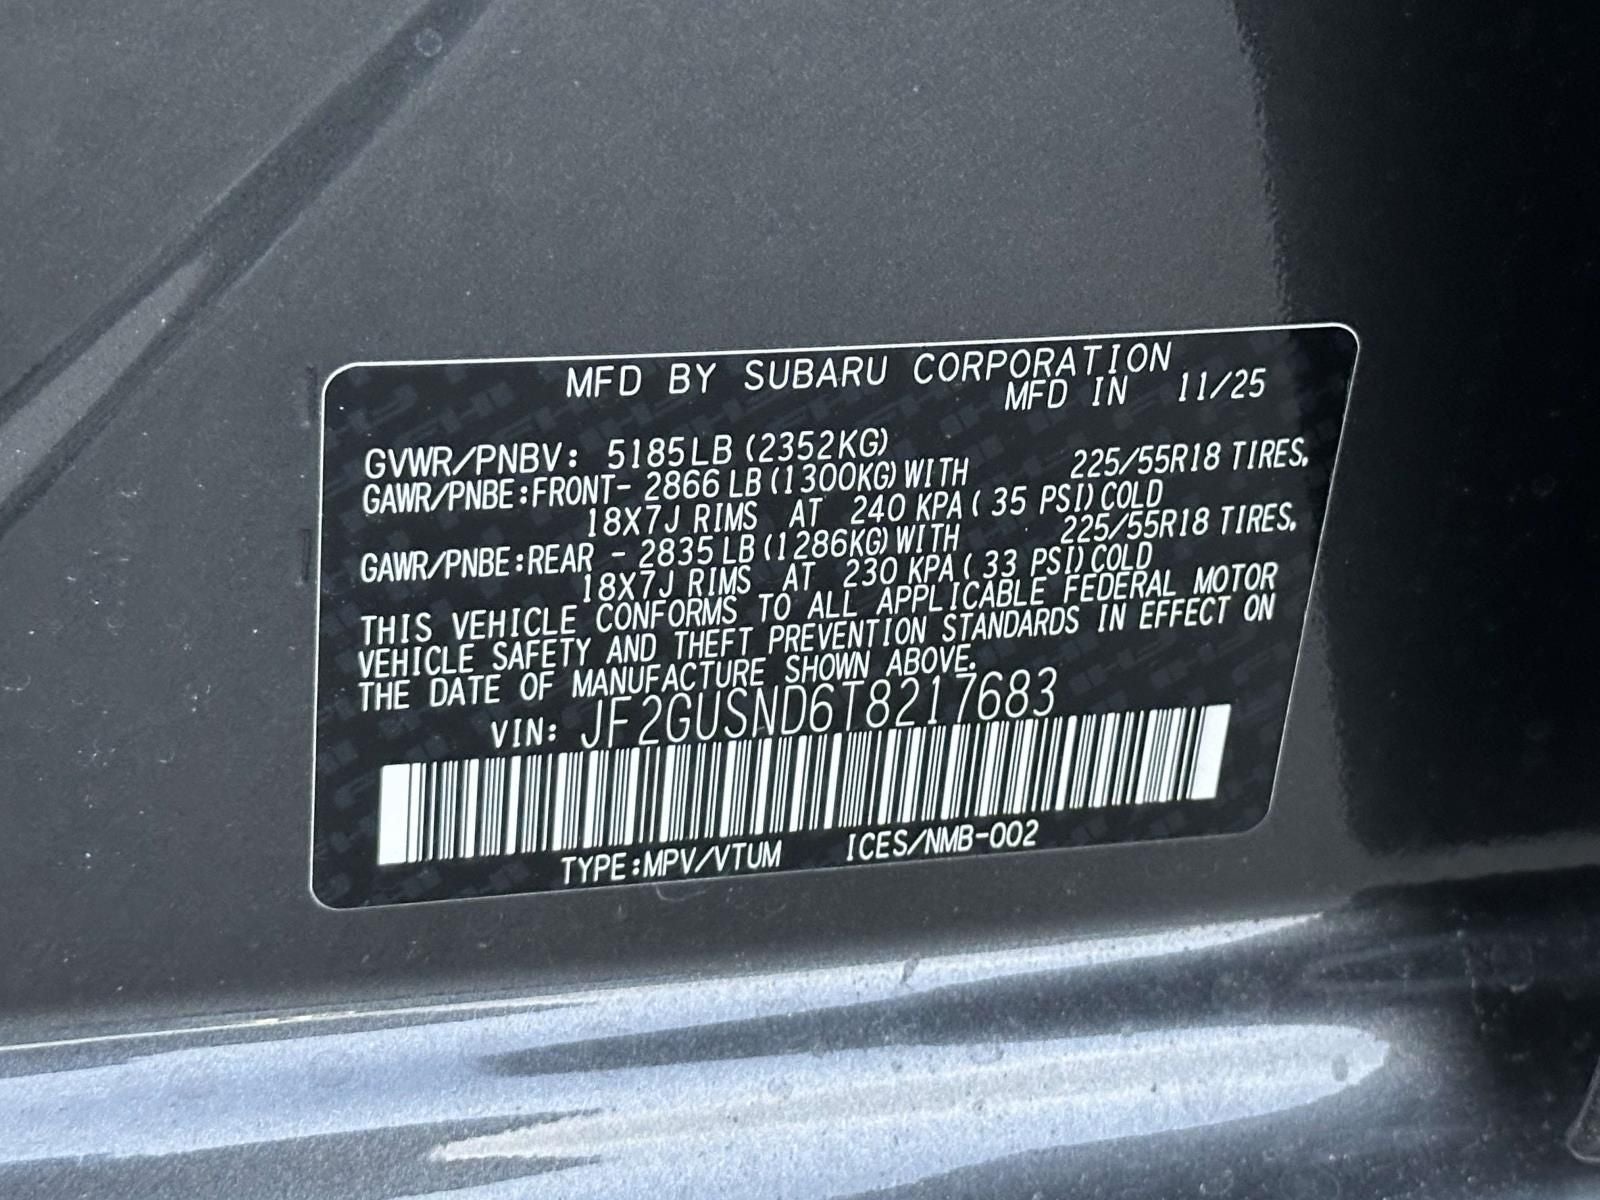 MFD BY SUBARU CORPORATION
MFD IN 11/25
GVWR/PNBV: 5185LB (2352KG)
GAWR/PNBE:FRONT- 2866 LB (1300KG) WITH 225/55R18 TIRES.
18X7J RIMS AT 240 KPA ( 35 PSI) COLD
GAWR/PNBE:REAR - 2835 LB (1286KG) WITH 225/55R18 TIRES.
18X7J RIMS AT 230 KPA ( 33 PSI) COLD
THIS VEHICLE CONFORMS TO ALL APPLICABLE FEDERAL MOTOR
VEHICLE SAFETY AND THEFT PREVENTION STANDARDS IN EFFECT ON
THE DATE OF MANUFACTURE SHOWN ABOVE.
VIN: JF2GUSND6T8217683
TYPE:MPV/VTUM ICES/NMB-002